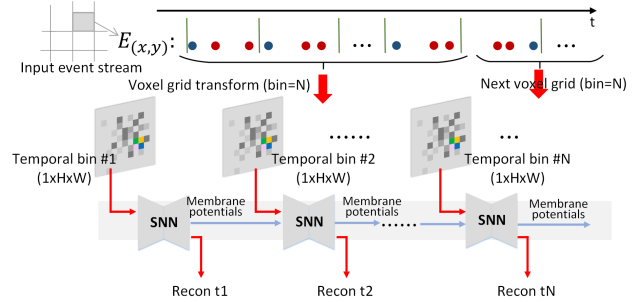 t
E(x,y):
Input event stream
Voxel grid transform (bin=N)
Next voxel grid (bin=N)
Temporal bin #1
(1xHxW)
Temporal bin #2
(1xHxW)
Temporal bin #N
(1xHxW)
SNN
Membrane
potentials
SNN
Membrane
potentials
SNN
Membrane
potentials
Recon t1
Recon t2
Recon tN